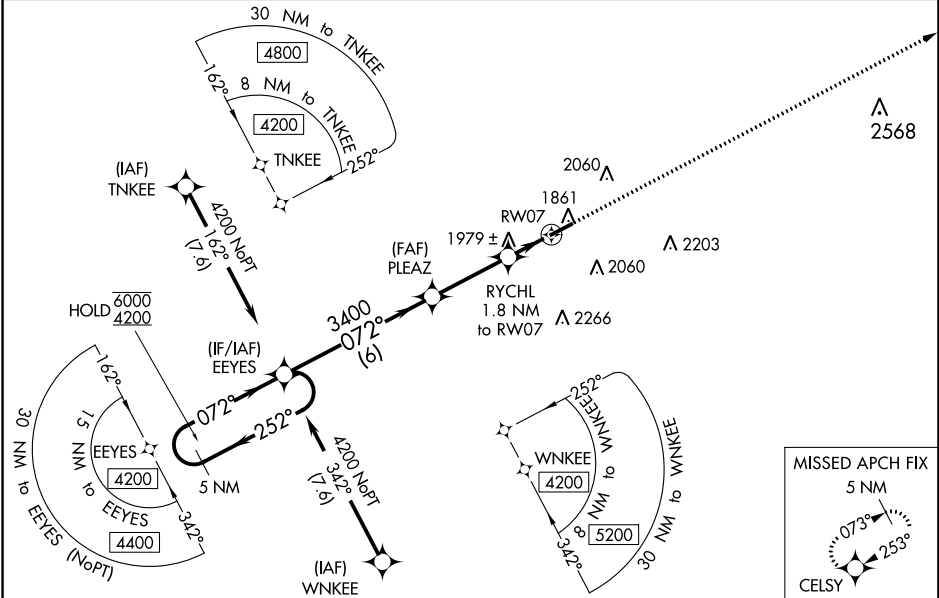 30 NM to TNKEE
4800
162°
8 NM to TNKEE
4200
TNKEE
252°
2568
(IAF)
TNKEE
4200 NoPT
162°
(7.6)
2060
1861
RW07
1979 ±
2203
2060
(FAF)
PLEAZ
RYCHL
1.8 NM
to RW07
2266
HOLD 6000
4200
3400
072°
(6)
(IF/IAF)
EEYES
072°
252°
5 NM
162°
EEYES
4200
15 NM to EEYES
4400
342°
30 NM to EEYES (NoPT)
4200 NoPT
342°
(7.6)
(IAF)
WNKEE
252°
WNKEE
4200
8 NM to WNKEE
5200
342°
30 NM to WNKEE
MISSED APCH FIX
5 NM
073°
253°
CELSY